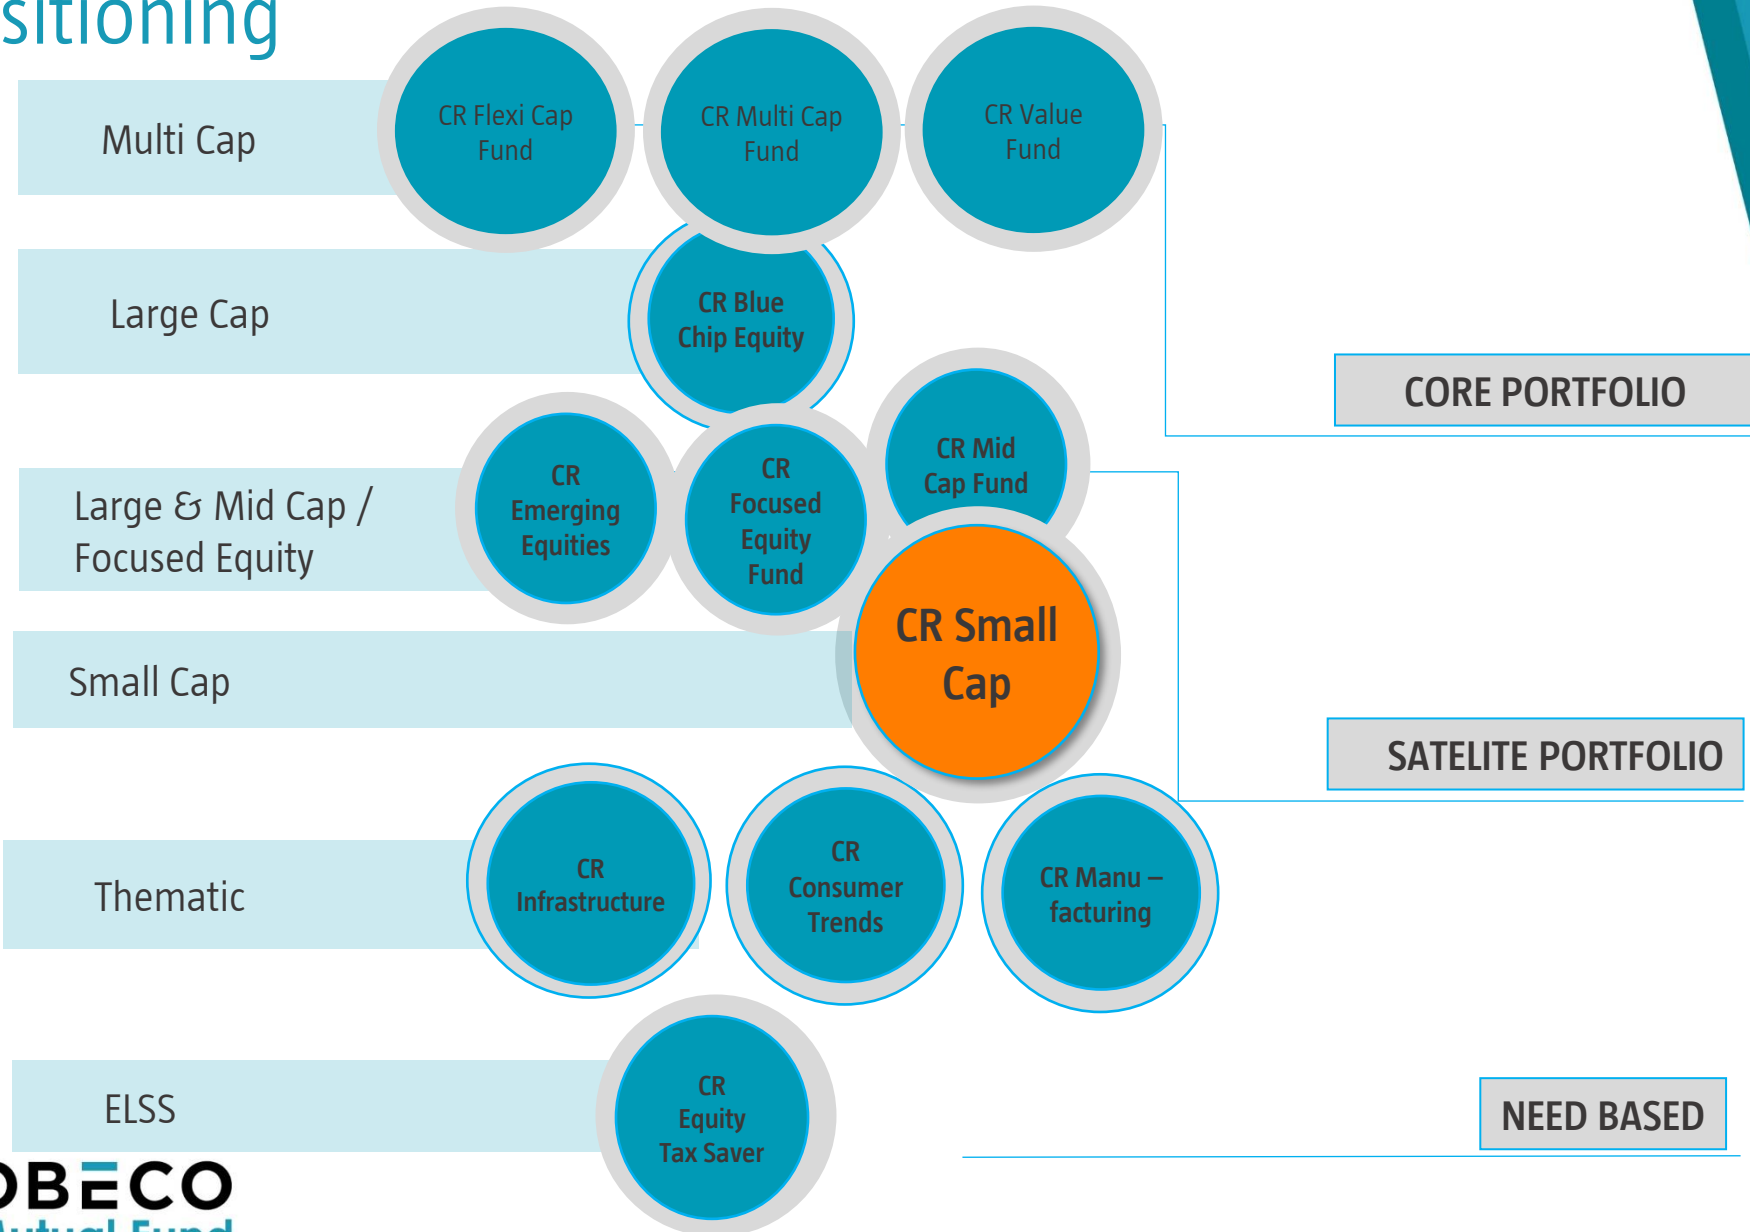 sitioning
Multi Cap
CR Flexi Cap
Fund
CR Multi Cap
Fund
CR Value
Fund
Large Cap
CR Blue
Chip Equity
CORE PORTFOLIO
Large & Mid Cap /
Focused Equity
CR
Emerging
Equities
CR
Focused
Equity
Fund
CR Mid
Cap Fund
Small Cap
CR Small
Cap
SATELITE PORTFOLIO
Thematic
CR
Infrastructure
CR
Consumer
Trends
CR Manu –
facturing
ELSS
CR
Equity
Tax Saver
NEED BASED
OBECO
Mutual Fund